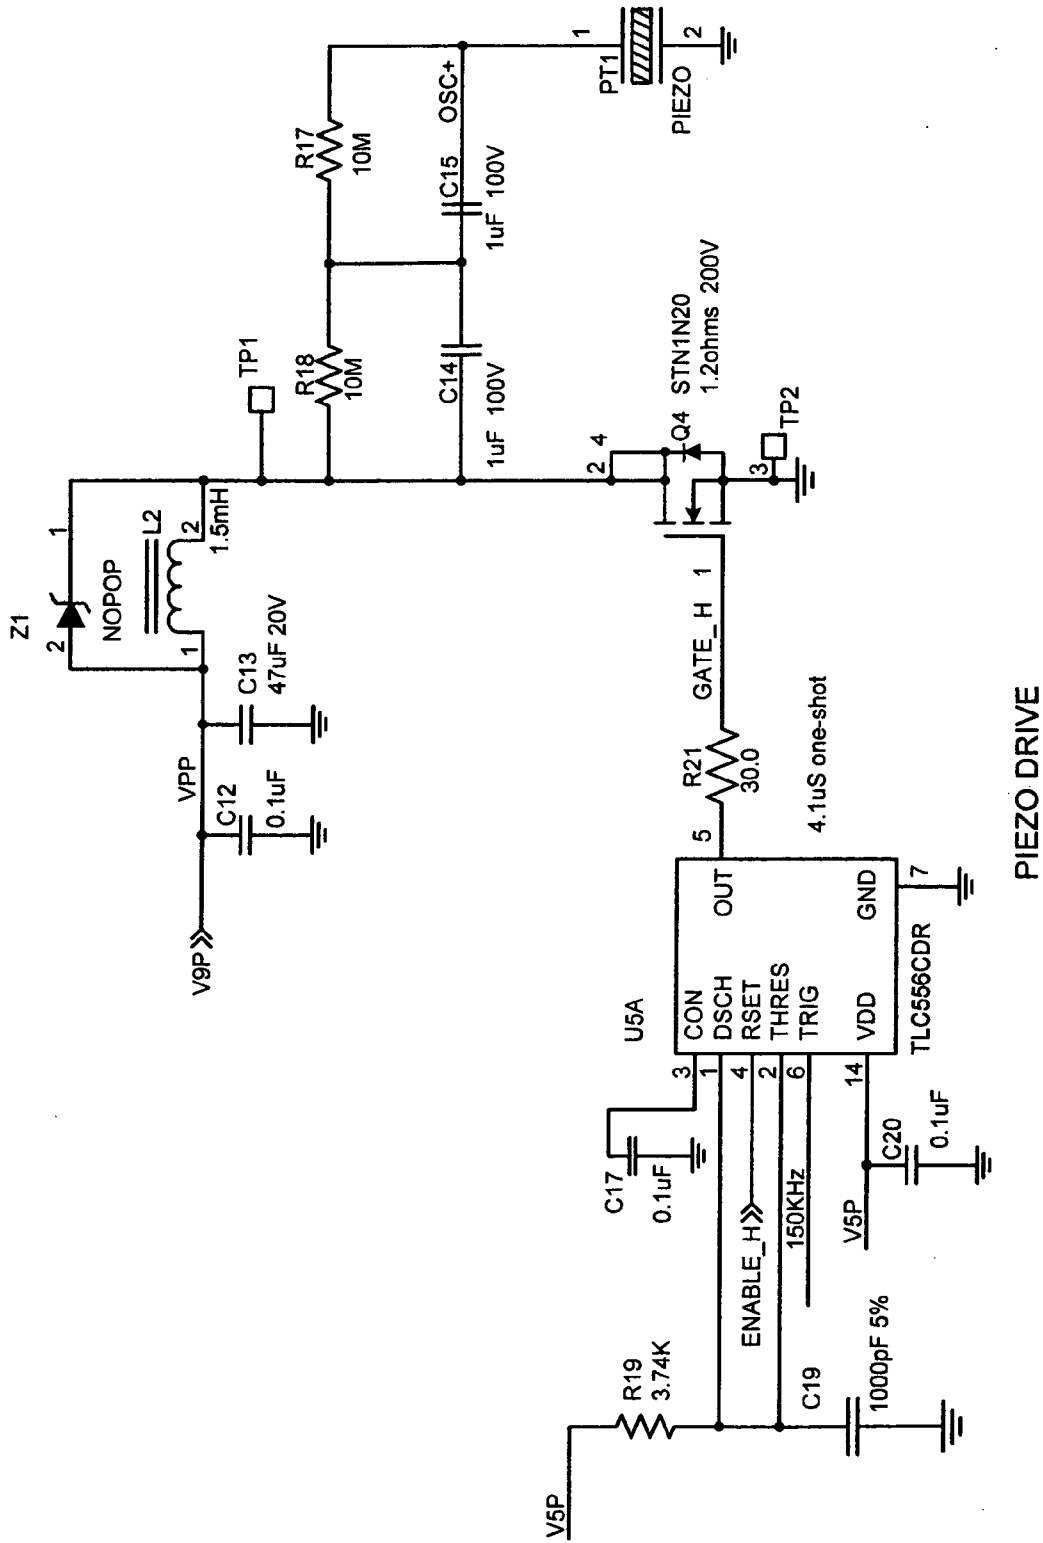 Z1
2
1
NOPOP
L2
1
2
1.5mH
V9P
VPP
C12
0.1uF
C13
47uF 20V
TP1
R18
10M
R17
10M
C14
1uF 100V
C15
1uF 100V
OSC+
1
PT1
2
PIEZO
2
4
Q4
STN1N20
1.2ohms 200V
3
TP2
GATE_H
1
R21
30.0
5
4.1uS one-shot
U5A
CON
DSCH
RSET
THRES
TRIG
VDD
OUT
GND
7
TLC556CDR
3
1
4
2
6
14
C17
0.1uF
ENABLE_H
150KHz
V5P
C20
0.1uF
V5P
R19
3.74K
C19
1000pF 5%
PIEZO DRIVE